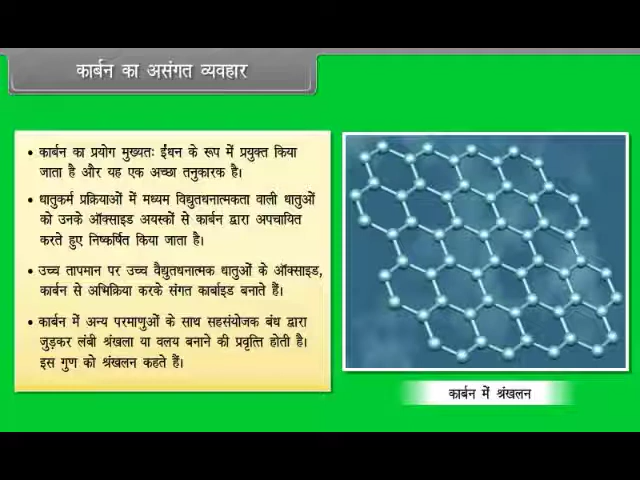 कार्बन का असंगत व्यवहार
• कार्बन का प्रयोग मुख्यतः ईंधन के रूप में प्रयुक्त किया
जाता है और यह एक अच्छा तनुकारक है।
• धातुकर्म प्रक्रियाओं में मध्यम विद्युतधनात्मकता वाली धातुओं
को उनके ऑक्साइड अयस्कों से कार्बन द्वारा अपचायित
करते हुए निष्कर्षित किया जाता है।
• उच्च तापमान पर उच्च वैद्युतधनात्मक धातुओं के ऑक्साइड,
कार्बन से अभिक्रिया करके संगत कार्बाइड बनाते हैं।
• कार्बन में अन्य परमाणुओं के साथ सहसंयोजक बंध द्वारा
जुड़कर लंबी श्रंखला या वलय बनाने की प्रवृत्ति होती है।
इस गुण को श्रंखलन कहते हैं।
कार्बन में श्रंखलन